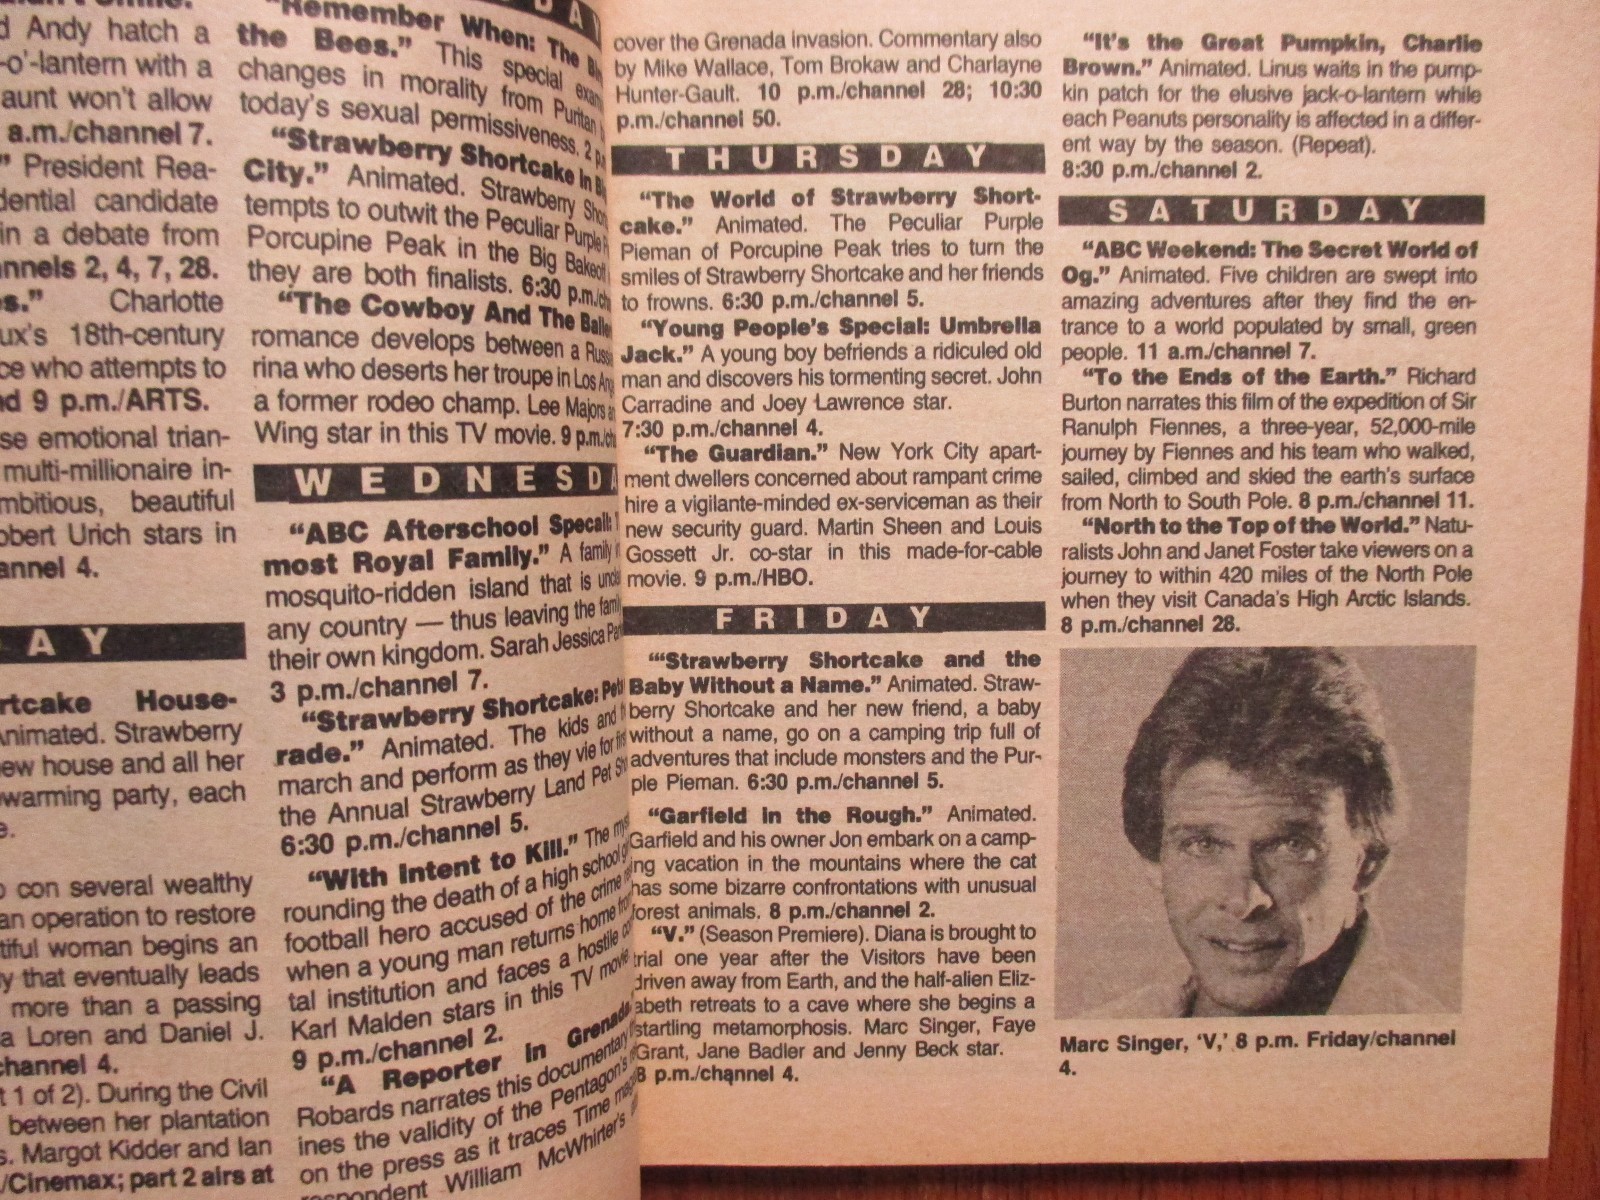 d Andy hatch a
-o'-lantern with a
aunt won't allow
a.m./channel 7.
" President Rea-
dential candidate
in a debate from
nnels 2, 4, 7, 28.
es." Charlotte
ux's 18th-century
ce who attempts to
nd 9 p.m./ARTS.
se emotional trian-
multi-millionaire in-
mbitious, beautiful
obert Urich stars in
annel 4.
DAY
rtcake House-
Animated. Strawberry
ew house and all her
warming party, each
e.
o con several wealthy
an operation to restore
tiful woman begins an
y that eventually leads
more than a passing
a Loren and Daniel J.
channel 4.
t 1 of 2). During the Civil
between her plantation
s. Margot Kidder and Ian
/Cinemax; part 2 airs at
DAY
"Remember When: The Bi
the Bees." This special exam
changes in morality from Puritan
today's sexual permissiveness. 2 p
"Strawberry Shortcake in Bi
City." Animated. Strawberry Shor
tempts to outwit the Peculiar Purple P
Porcupine Peak in the Big Bakeoff
they are both finalists. 6:30 p.m./ch
"The Cowboy And The Balle
romance develops between a Russi
rina who deserts her troupe in Los Ang
a former rodeo champ. Lee Majors an
Wing star in this TV movie. 9 p.m./cha
WEDNESDA
"ABC Afterschool Specail: T
most Royal Family." A family i
mosquito-ridden island that is uncla
any country — thus leaving the fami
their own kingdom. Sarah Jessica Par
3 p.m./channel 7.
"Strawberry Shortcake: Pets
rade." Animated. The kids and t
march and perform as they vie for firs
the Annual Strawberry Land Pet Sh
6:30 p.m./channel 5.
"With Intent to Kill." The mys
rounding the death of a high school gi
football hero accused of the crime re
when a young man returns home from
tal institution and faces a hostile co
Karl Malden stars in this TV movie
9 p.m./channel 2.
"A Reporter in Grenada.
Robards narrates this documentary
ines the validity of the Pentagon's r
on the press as it traces Time mag
respondent William McWhirter's
cover the Grenada invasion. Commentary also
by Mike Wallace, Tom Brokaw and Charlayne
Hunter-Gault. 10 p.m./channel 28; 10:30
p.m./channel 50.
THURSDAY
"The World of Strawberry Short-
cake." Animated. The Peculiar Purple
Pieman of Porcupine Peak tries to turn the
smiles of Strawberry Shortcake and her friends
to frowns. 6:30 p.m./channel 5.
"Young People's Special: Umbrella
Jack." A young boy befriends a ridiculed old
man and discovers his tormenting secret. John
Carradine and Joey Lawrence star.
7:30 p.m./channel 4.
"The Guardian." New York City apart-
ment dwellers concerned about rampant crime
hire a vigilante-minded ex-serviceman as their
new security guard. Martin Sheen and Louis
Gossett Jr. co-star in this made-for-cable
movie. 9 p.m./HBO.
FRIDAY
"'Strawberry Shortcake and the
Baby Without a Name." Animated. Straw-
berry Shortcake and her new friend, a baby
without a name, go on a camping trip full of
adventures that include monsters and the Pur-
ple Pieman. 6:30 p.m./channel 5.
"Garfield in the Rough." Animated.
Garfield and his owner Jon embark on a camp-
ing vacation in the mountains where the cat
has some bizarre confrontations with unusual
forest animals. 8 p.m./channel 2.
"V." (Season Premiere). Diana is brought to
trial one year after the Visitors have been
driven away from Earth, and the half-alien Eliz-
abeth retreats to a cave where she begins a
startling metamorphosis. Marc Singer, Faye
Grant, Jane Badler and Jenny Beck star.
8 p.m./channel 4.
"It's the Great Pumpkin, Charlie
Brown." Animated. Linus waits in the pump-
kin patch for the elusive jack-o-lantern while
each Peanuts personality is affected in a differ-
ent way by the season. (Repeat).
8:30 p.m./channel 2.
SATURDAY
"ABC Weekend: The Secret World of
Og." Animated. Five children are swept into
amazing adventures after they find the en-
trance to a world populated by small, green
people. 11 a.m./channel 7.
"To the Ends of the Earth." Richard
Burton narrates this film of the expedition of Sir
Ranulph Fiennes, a three-year, 52,000-mile
journey by Fiennes and his team who walked,
sailed, climbed and skied the earth's surface
from North to South Pole. 8 p.m./channel 11.
"North to the Top of the World." Natu-
ralists John and Janet Foster take viewers on a
journey to within 420 miles of the North Pole
when they visit Canada's High Arctic Islands.
8 p.m./channel 28.
Marc Singer, 'V,' 8 p.m. Friday/channel
4.